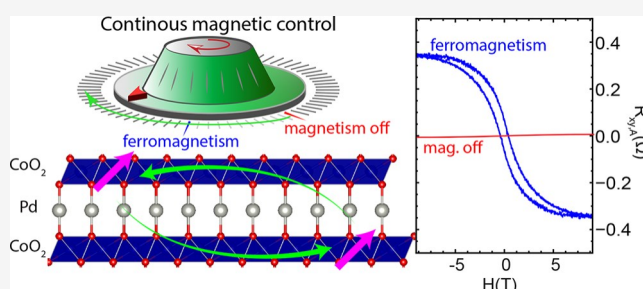 Continous magnetic control
magnetism off
ferromagnetism
CoO2
Pd
CoO2
ferromagnetism
mag. off
0.4
0.2
0.0
−0.2
−0.4
-5
0
5
H(T)